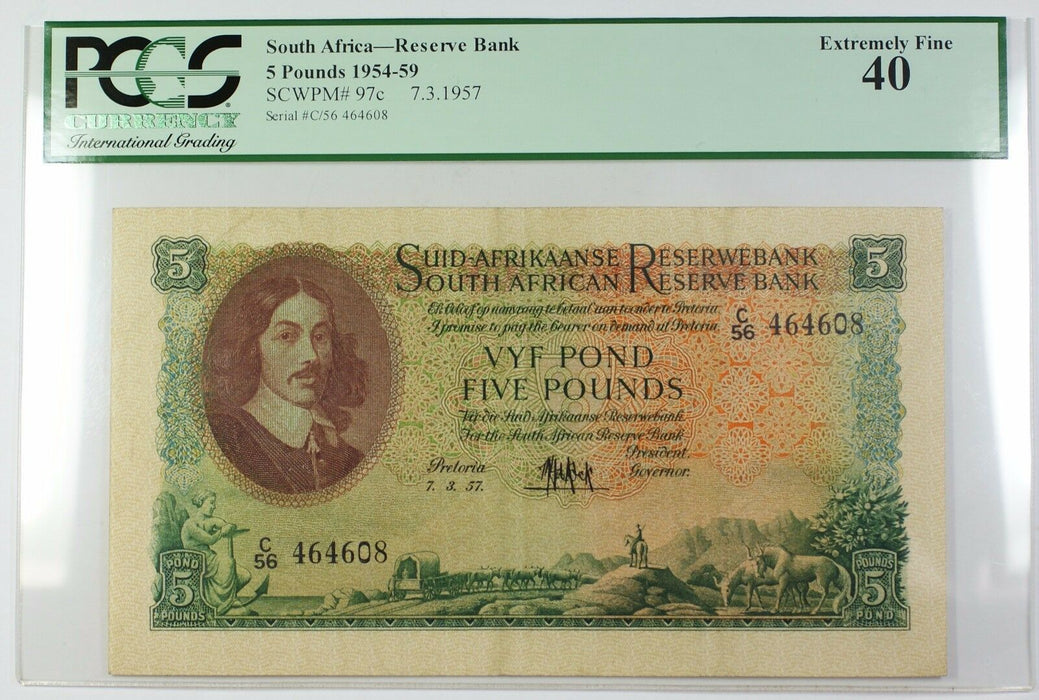 PCGS
CURRENCY
International Grading
South Africa—Reserve Bank
5 Pounds 1954-59
SCWPM# 97c 7.3.1957
Serial #C/56 464608
Extremely Fine
40
5
5
SUID-AFRIKAANSE RESERWEBANK
SOUTH AFRICAN RESERVE BANK
Ek beloof op aanvraag te betaal aan toonder te Pretoria
I promise to pay the bearer on demand at Pretoria
C/56 464608
VYF POND
FIVE POUNDS
Vir die Suid-Afrikaanse Reserwebank
For the South African Reserve Bank
Pretoria
7. 3. 57.
President.
Governor.
C/56 464608
POND
5
POUNDS
POUNDS
5
POND